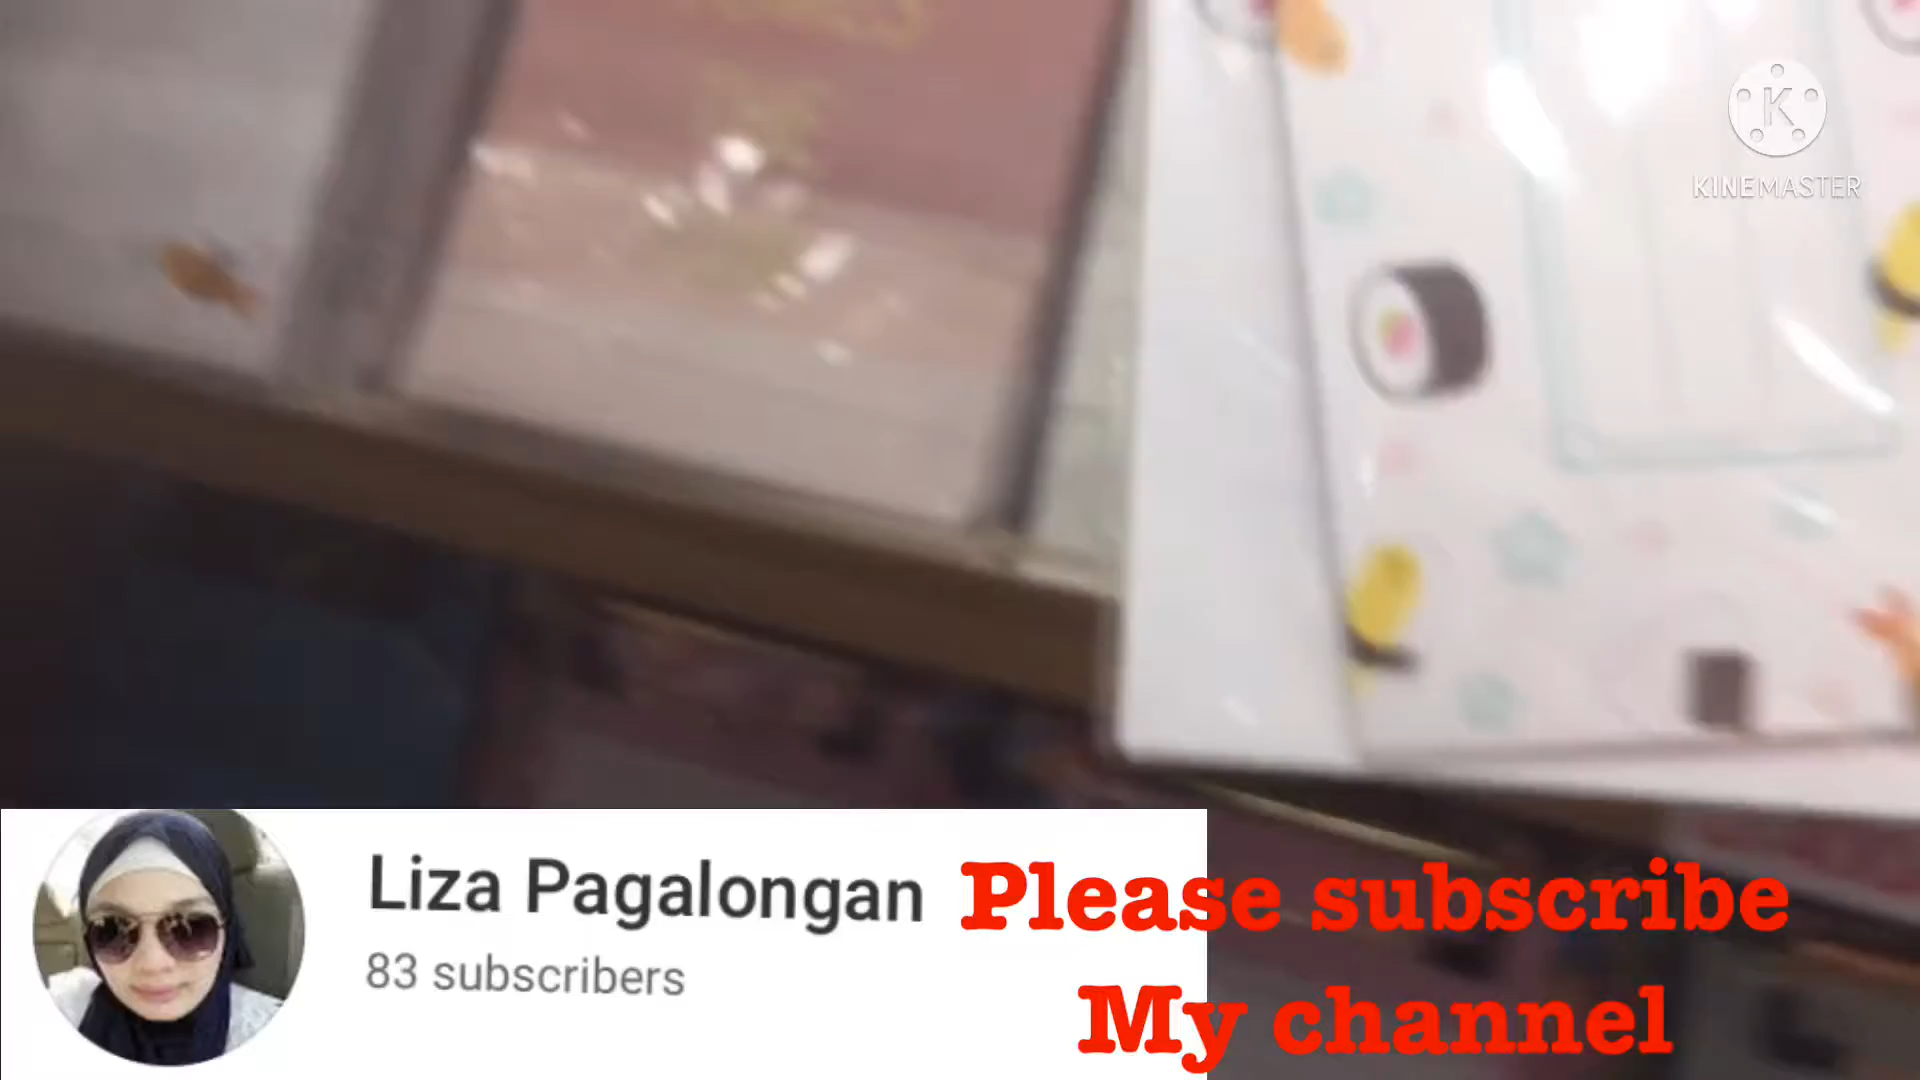 K
KINEMASTER
Liza Pagalongan
83 subscribers
Please subscribe
My channel